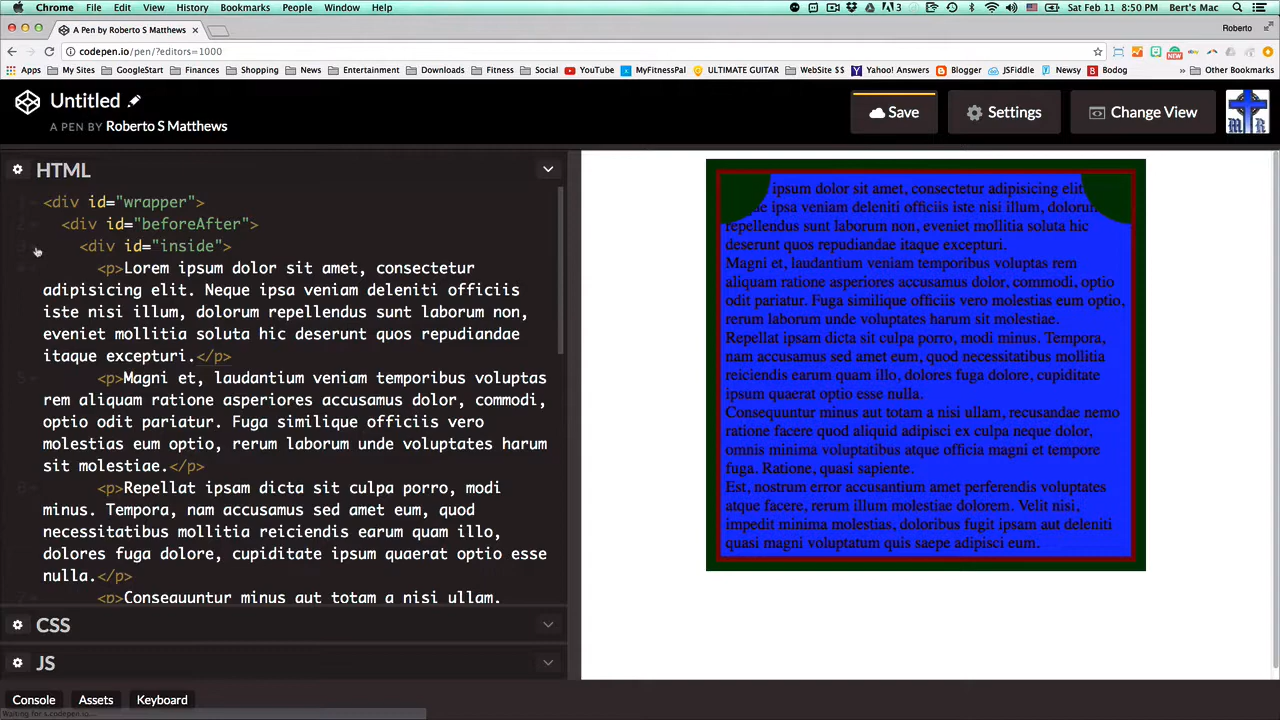 Chrome File Edit View History Bookmarks People Window Help 3 Sat Feb 11 8:50 PM Bert's Mac
A Pen by Roberto S Matthews Roberto
codepen.io/pen/?editors=1000
Apps My Sites GoogleStart Finances Shopping News Entertainment Downloads Fitness Social YouTube MyFitnessPal ULTIMATE GUITAR WebSite $$ Yahoo! Answers Blogger JSFiddle Newsy Bodog » Other Bookmarks
Untitled
A PEN BY Roberto S Matthews
Save Settings Change View
HTML
1 <div id="wrapper">
2 <div id="beforeAfter">
3 <div id="inside">
<p>Lorem ipsum dolor sit amet, consectetur
adipisicing elit. Neque ipsa veniam deleniti officiis
iste nisi illum, dolorum repellendus sunt laborum non,
eveniet mollitia soluta hic deserunt quos repudiandae
itaque excepturi.</p>
5 <p>Magni et, laudantium veniam temporibus voluptas
rem aliquam ratione asperiores accusamus dolor, commodi,
optio odit pariatur. Fuga similique officiis vero
molestias eum optio, rerum laborum unde voluptates harum
sit molestiae.</p>
6 <p>Repellat ipsam dicta sit culpa porro, modi
minus. Tempora, nam accusamus sed amet eum, quod
necessitatibus mollitia reiciendis earum quam illo,
dolores fuga dolore, cupiditate ipsum quaerat optio esse
nulla.</p>
7 <p>Consequuntur minus aut totam a nisi ullam,
CSS
JS
Console Assets Keyboard
Waiting for s.codepen.io...
ipsum dolor sit amet, consectetur adipisicing elit
ipsa veniam deleniti officiis iste nisi illum, dolorum
repellendus sunt laborum non, eveniet mollitia soluta hic
deserunt quos repudiandae itaque excepturi.
Magni et, laudantium veniam temporibus voluptas rem
aliquam ratione asperiores accusamus dolor, commodi, optio
odit pariatur. Fuga similique officiis vero molestias eum optio,
rerum laborum unde voluptates harum sit molestiae.
Repellat ipsam dicta sit culpa porro, modi minus. Tempora,
nam accusamus sed amet eum, quod necessitatibus mollitia
reiciendis earum quam illo, dolores fuga dolore, cupiditate
ipsum quaerat optio esse nulla.
Consequuntur minus aut totam a nisi ullam, recusandae nemo
ratione facere quod aliquid adipisci ex culpa neque dolor,
omnis minima voluptatibus atque officia magni et tempore
fuga. Ratione, quasi sapiente.
Est, nostrum error accusantium amet perferendis voluptates
atque facere, rerum illum molestiae dolorem. Velit nisi,
impedit minima molestias, doloribus fugit ipsam aut deleniti
quasi magni voluptatum quis saepe adipisci eum.